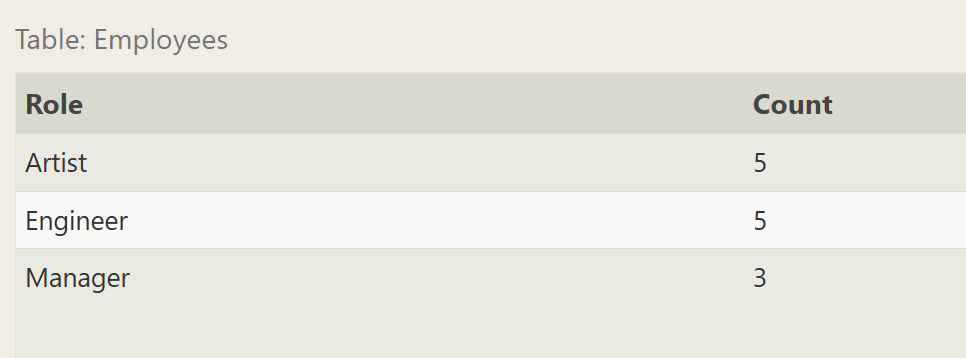 Table: Employees
Role Count
Artist 5
Engineer 5
Manager 3